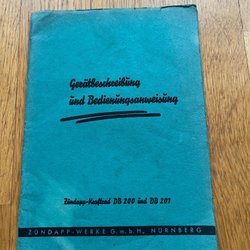 Gerätbeschreibung
und Bedienungsanweisung
Zündapp-Kraftrad DB 200 und DB 201
ZÜNDAPP-WERKE G.m.b.H., NÜRNBERG